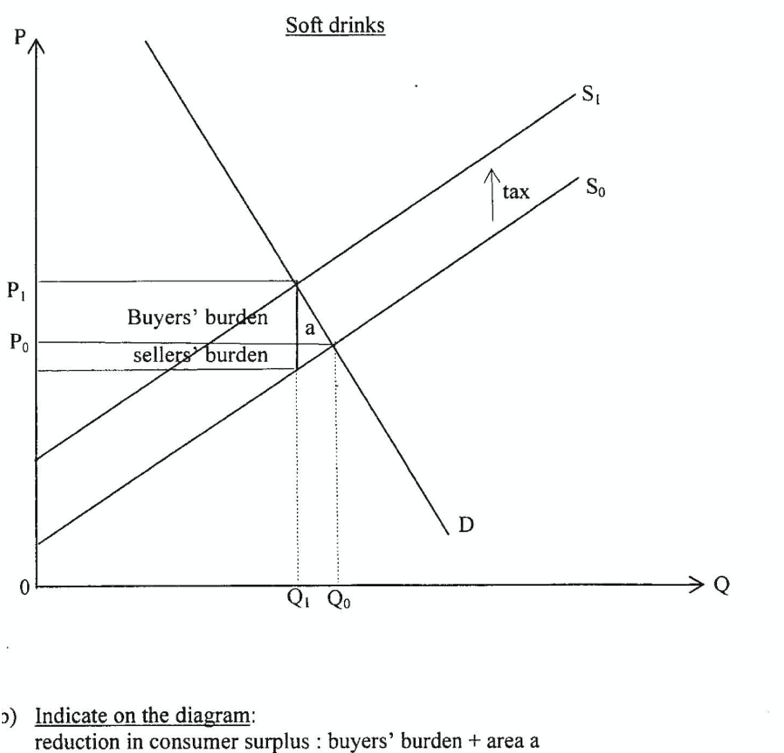 Soft drinks
P
S1
tax
S0
P1
Buyers' burden
a
P0
sellers' burden
D
0
Q1 Q0
Q
b) Indicate on the diagram:
reduction in consumer surplus : buyers' burden + area a